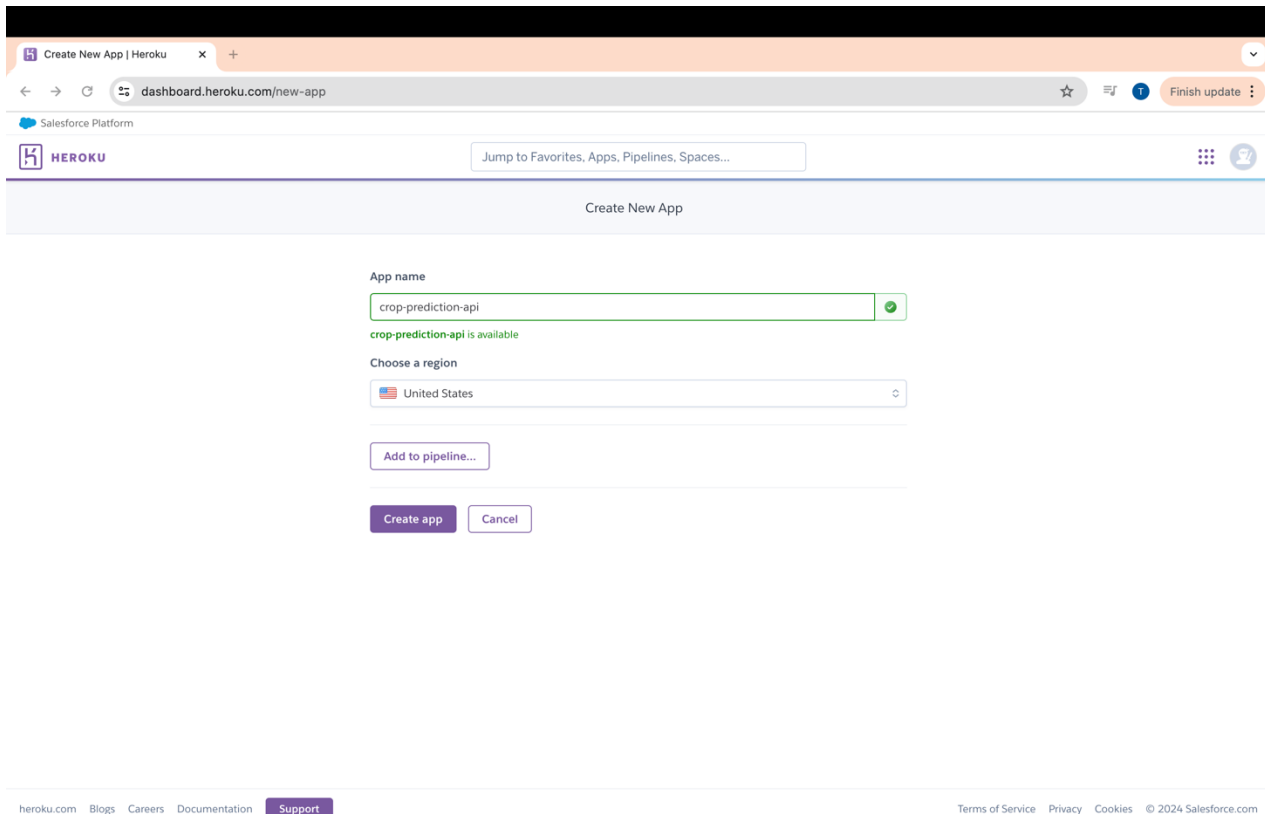 Create New App | Heroku
dashboard.heroku.com/new-app
T
Finish update
Salesforce Platform
HEROKU
Jump to Favorites, Apps, Pipelines, Spaces...
Create New App
App name
crop-prediction-api
crop-prediction-api is available
Choose a region
United States
Add to pipeline...
Create app Cancel
heroku.com Blogs Careers Documentation Support Terms of Service Privacy Cookies © 2024 Salesforce.com